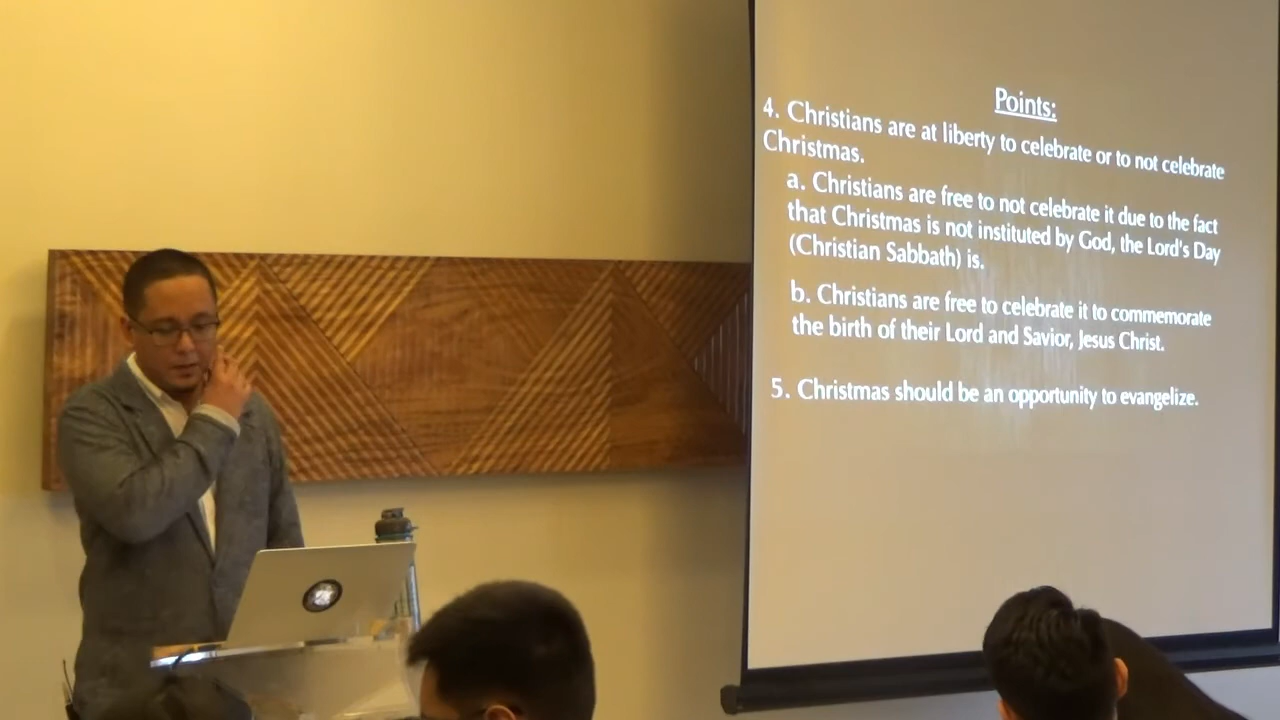 Points:
4. Christians are at liberty to celebrate or to not celebrate
Christmas.
a. Christians are free to not celebrate it due to the fact
that Christmas is not instituted by God, the Lord's Day
(Christian Sabbath) is.
b. Christians are free to celebrate it to commemorate
the birth of their Lord and Savior, Jesus Christ.
5. Christmas should be an opportunity to evangelize.